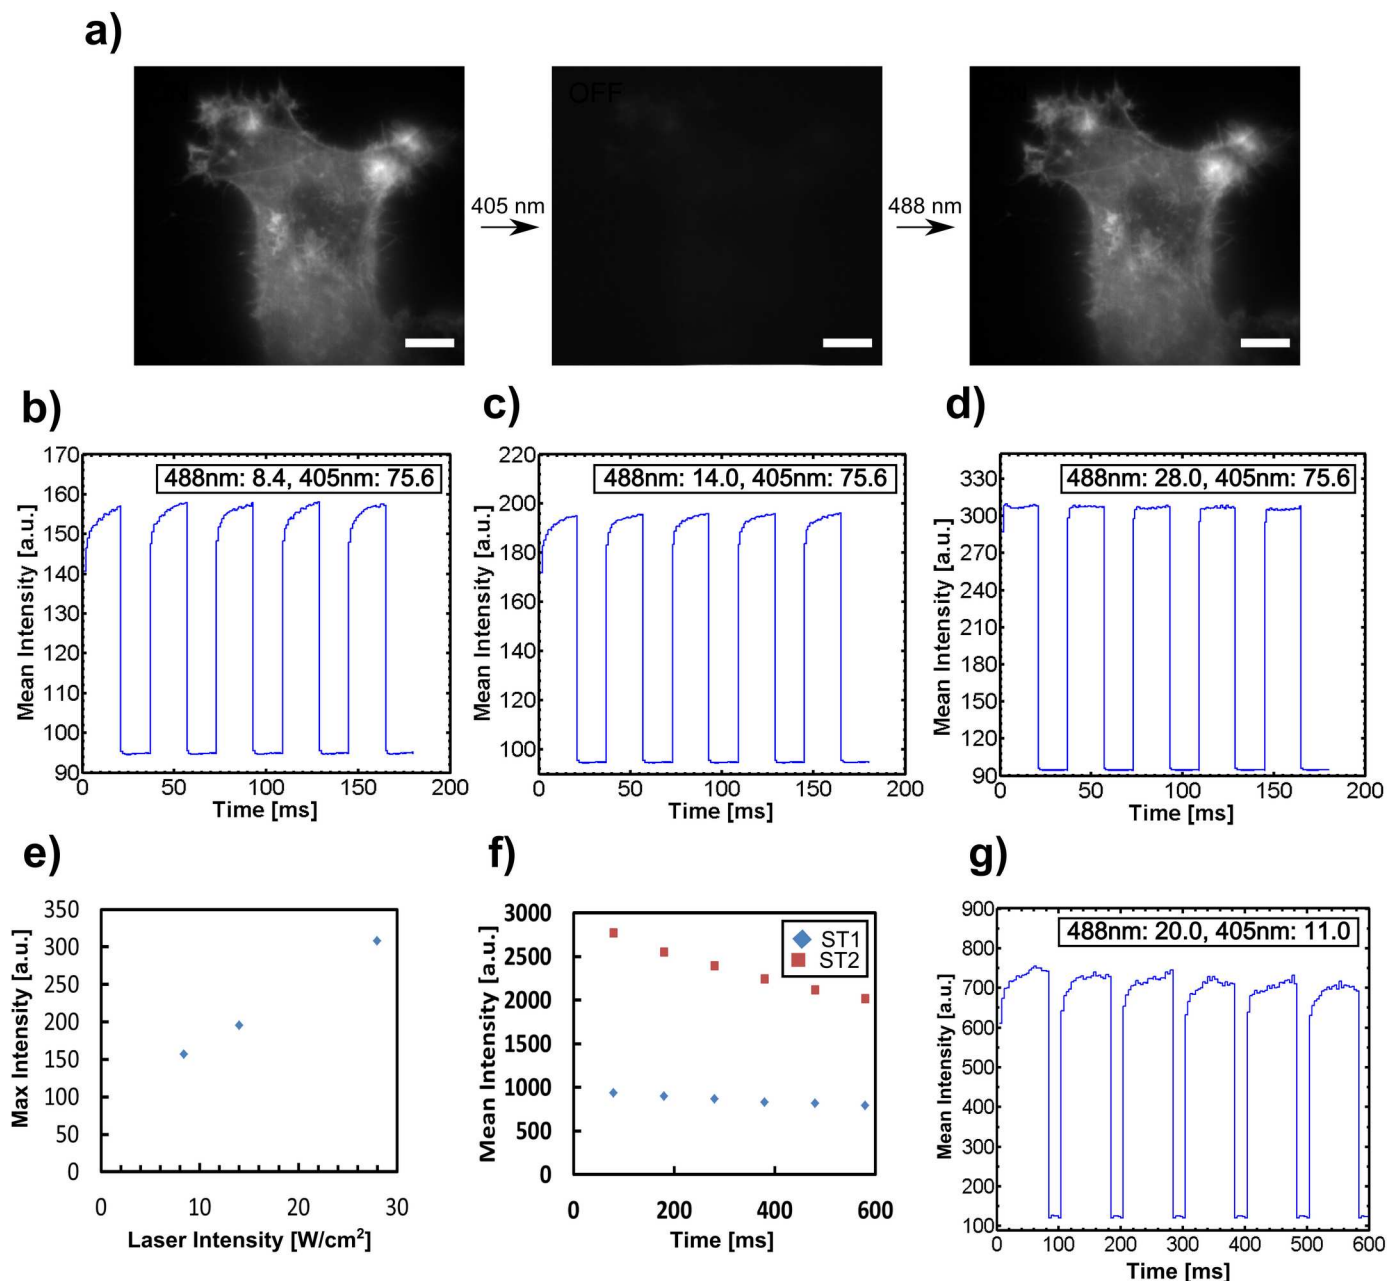 a)
OFF
405 nm
488 nm
b)
c)
d)
488nm: 8.4, 405nm: 75.6
170
160
150
140
130
120
110
100
90
Mean Intensity [a.u.]
0 50 100 150 200
Time [ms]
488nm: 14.0, 405nm: 75.6
220
200
180
160
140
120
100
Mean Intensity [a.u.]
0 50 100 150 200
Time [ms]
488nm: 28.0, 405nm: 75.6
330
300
270
240
210
180
150
120
90
Mean Intensity [a.u.]
0 50 100 150 200
Time [ms]
e)
f)
g)
350
300
250
200
150
100
50
0
Max Intensity [a.u.]
0 10 20 30
Laser Intensity [W/cm²]
3000
2500
2000
1500
1000
500
0
Mean Intensity [a.u.]
ST1
ST2
0 200 400 600
Time [ms]
488nm: 20.0, 405nm: 11.0
900
800
700
600
500
400
300
200
100
Mean Intensity [a.u.]
0 100 200 300 400 500 600
Time [ms]